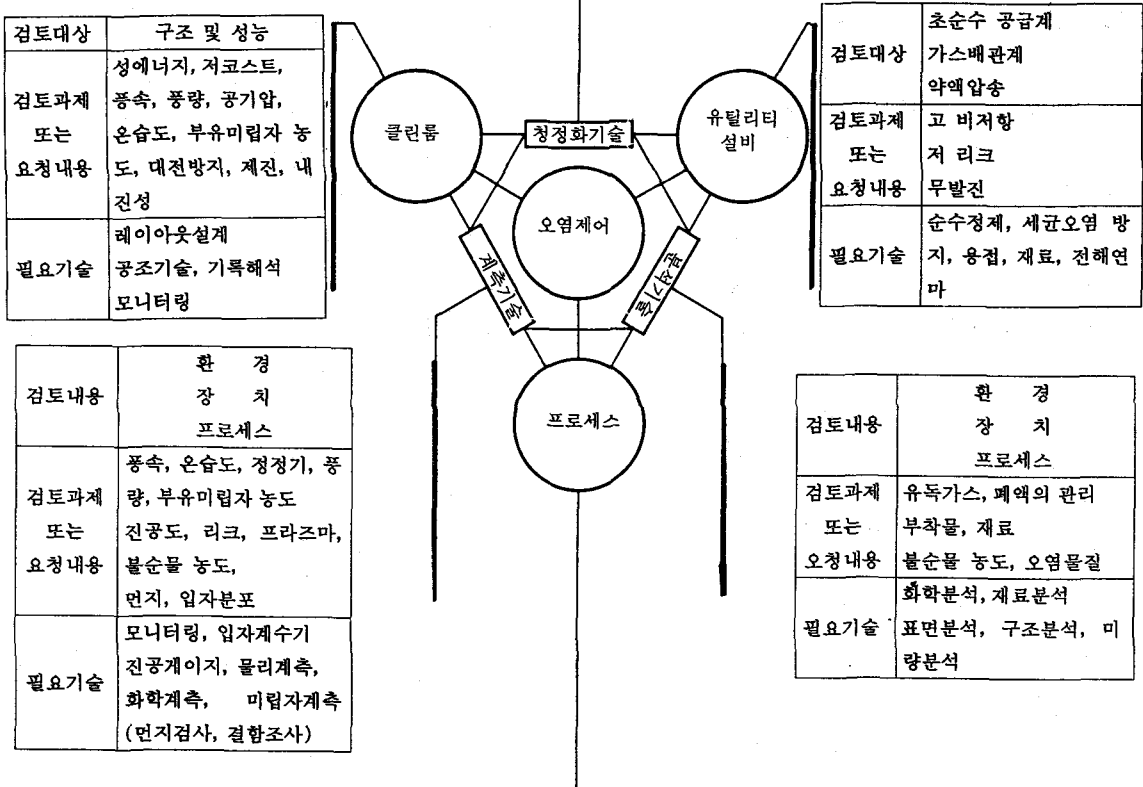 검토대상 구조 및 성능
검토과제
또는
요청내용
성에너지, 저코스트,
풍속, 풍량, 공기압,
온습도, 부유미립자 농
도, 대전방지, 제진, 내
진성
필요기술
레이아웃설계
공조기술, 기록해석
모니터링
클린룸
청정화기술
유틸리티
설비
오염제어
계측기술
분석기술
프로세스
검토대상
초순수 공급계
가스배관계
약액압송
검토과제
또는
요청내용
고 비저항
저 리크
무발진
필요기술
순수정제, 세균오염 방
지, 용접, 재료, 전해연
마
검토내용
환 경
장 치
프로세스
검토과제
또는
요청내용
풍속, 온습도, 정정기, 풍
량, 부유미립자 농도
진공도, 리크, 프라즈마,
불순물 농도,
먼지, 입자분포
필요기술
모니터링, 입자계수기
진공게이지, 물리계측,
화학계측, 미립자계측
(먼지검사, 결함조사)
검토내용
환 경
장 치
프로세스
검토과제
또는
오청내용
유독가스, 폐액의 관리
부착물, 재료
불순물 농도, 오염물질
필요기술
화학분석, 재료분석
표면분석, 구조분석, 미
량분석